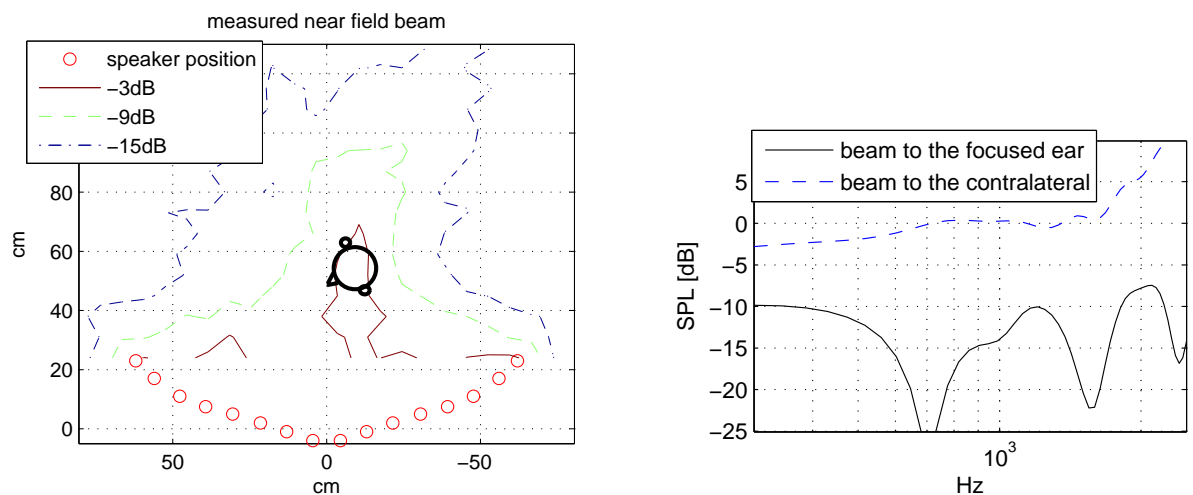 measured near field beam
speaker position
−3dB
−9dB
−15dB
80
60
40
20
0
cm
50
0
−50
cm
beam to the focused ear
beam to the contralateral
5
0
−5
−10
−15
−20
−25
SPL [dB]
10³
Hz